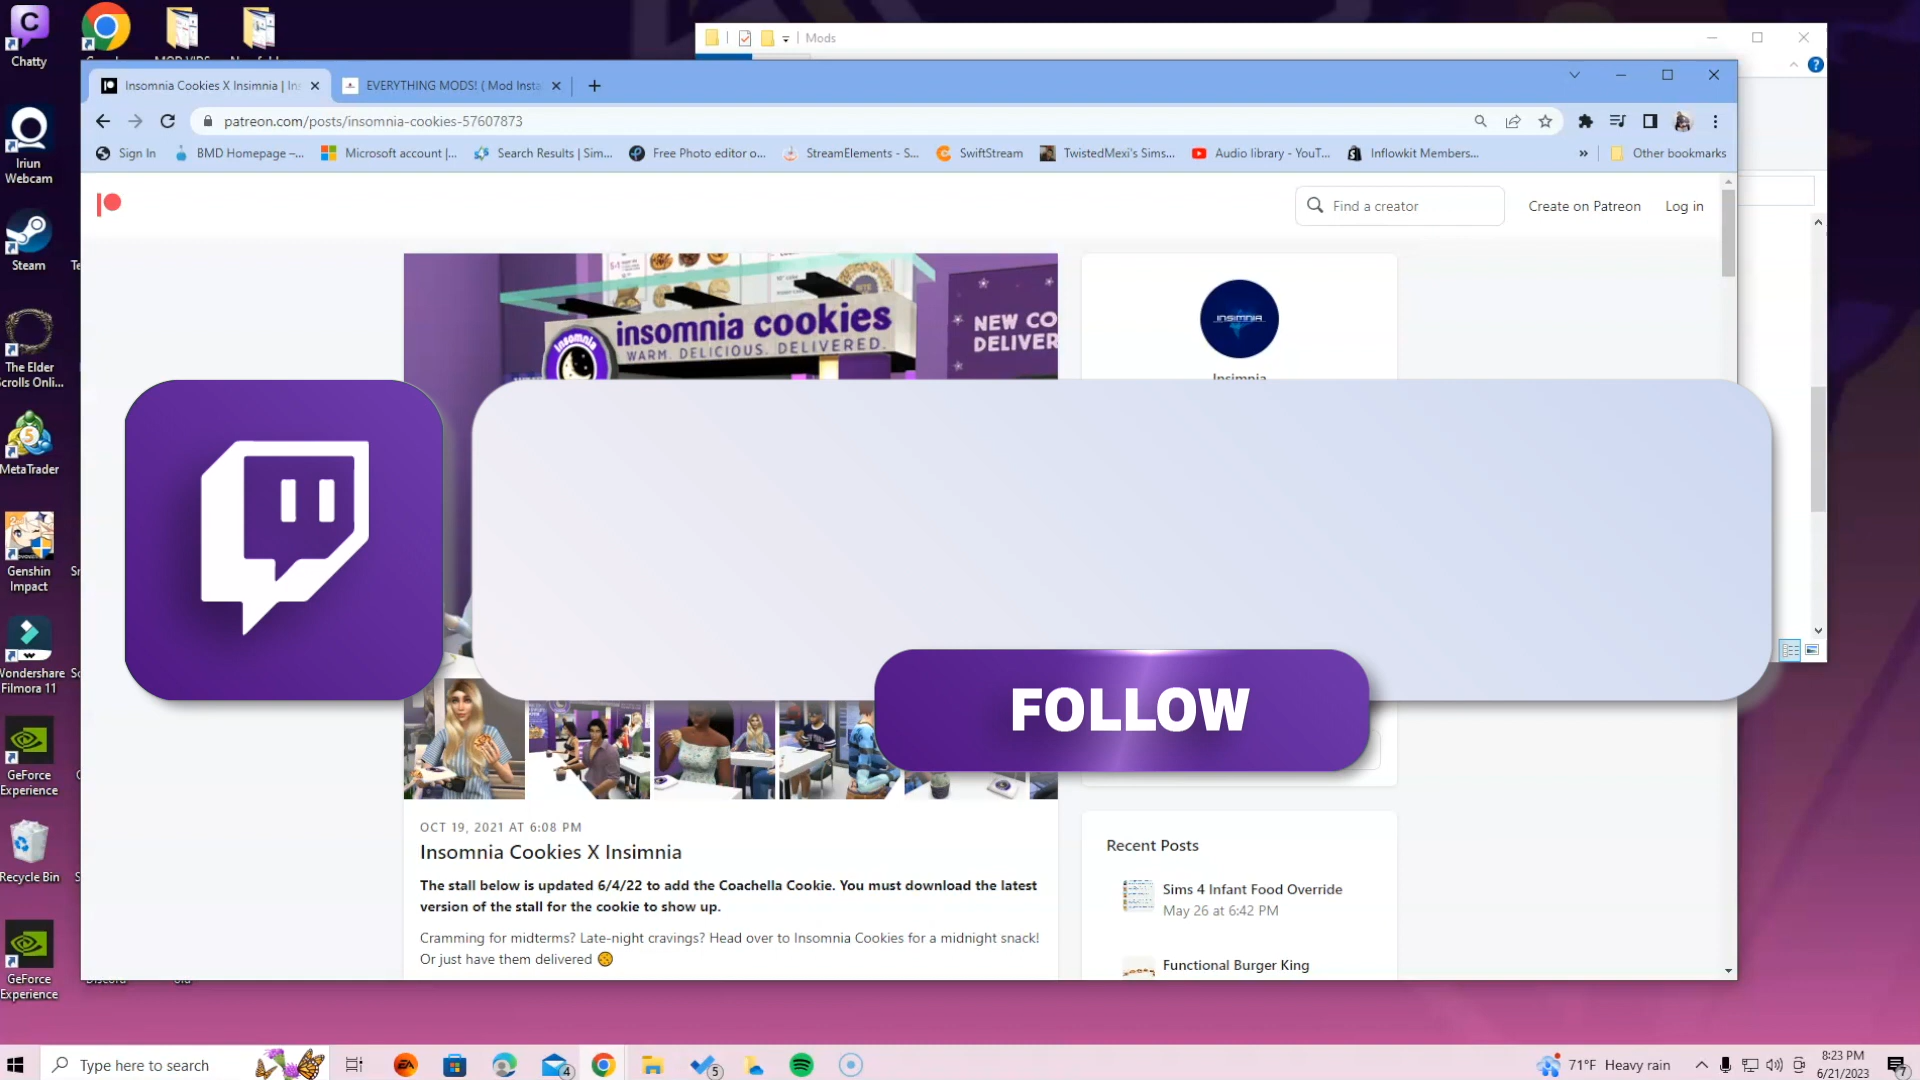 Chatty
Mods
Insomnia Cookies X Insimnia | In
EVERYTHING MODS! ( Mod Insta
patreon.com/posts/insomnia-cookies-57607873
Sign In
BMD Homepage –...
Microsoft account |...
Search Results | Sim...
Free Photo editor o...
StreamElements - S...
SwiftStream
TwistedMexi's Sims...
Audio library - YouT...
Inflowkit Members...
»
Other bookmarks
Find a creator
Create on Patreon
Log in
Iriun
Webcam
Steam
The Elder
Scrolls Onli...
MetaTrader
5
Genshin
Impact
Wondershare
Filmora 11
GeForce
Experience
Recycle Bin
GeForce
Experience
insomnia cookies
WARM. DELICIOUS. DELIVERED.
insomnia
NEW CO
DELIVER
INSIMNIA
Insimnia
FOLLOW
OCT 19, 2021 AT 6:08 PM
Insomnia Cookies X Insimnia
The stall below is updated 6/4/22 to add the Coachella Cookie. You must download the latest
version of the stall for the cookie to show up.
Cramming for midterms? Late-night cravings? Head over to Insomnia Cookies for a midnight snack!
Or just have them delivered 🍪
Recent Posts
Sims 4 Infant Food Override
May 26 at 6:42 PM
Functional Burger King
Type here to search
EA
4
5
71°F Heavy rain
8:23 PM
6/21/2023
7